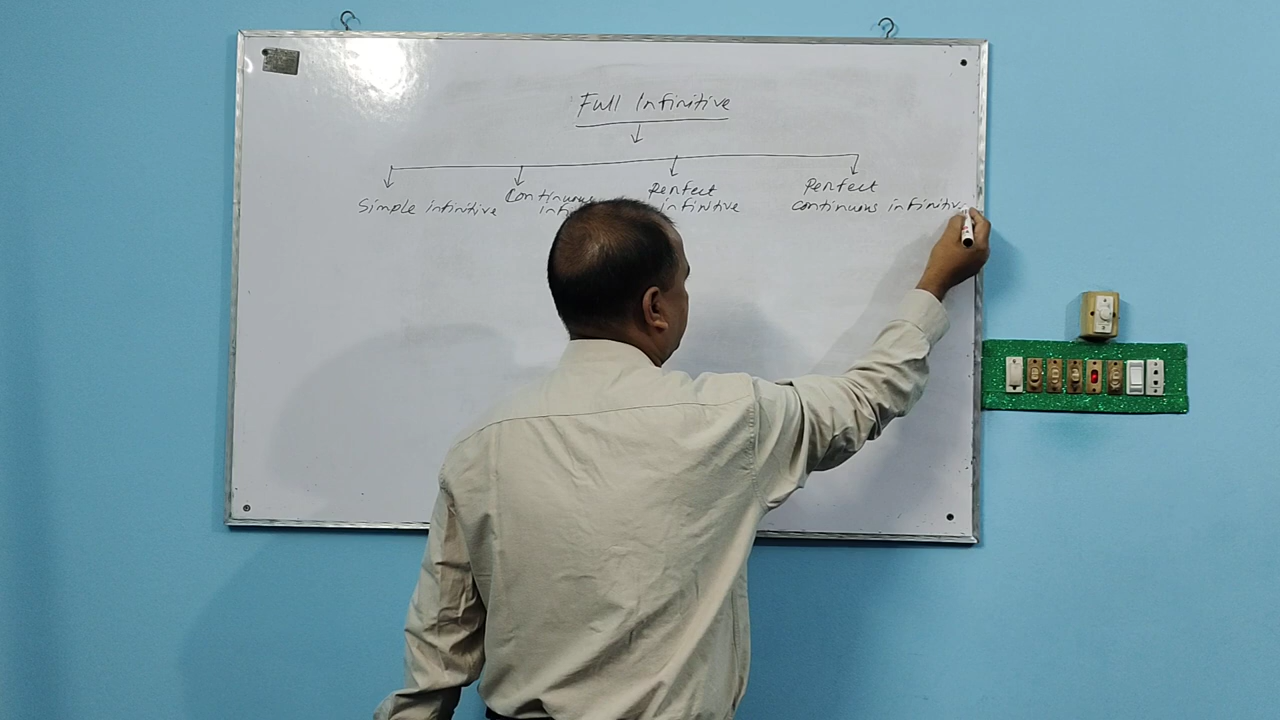 Full Infinitive
Simple infinitive
Continuous
Perfect
infinitive
Perfect
continuous infinitive